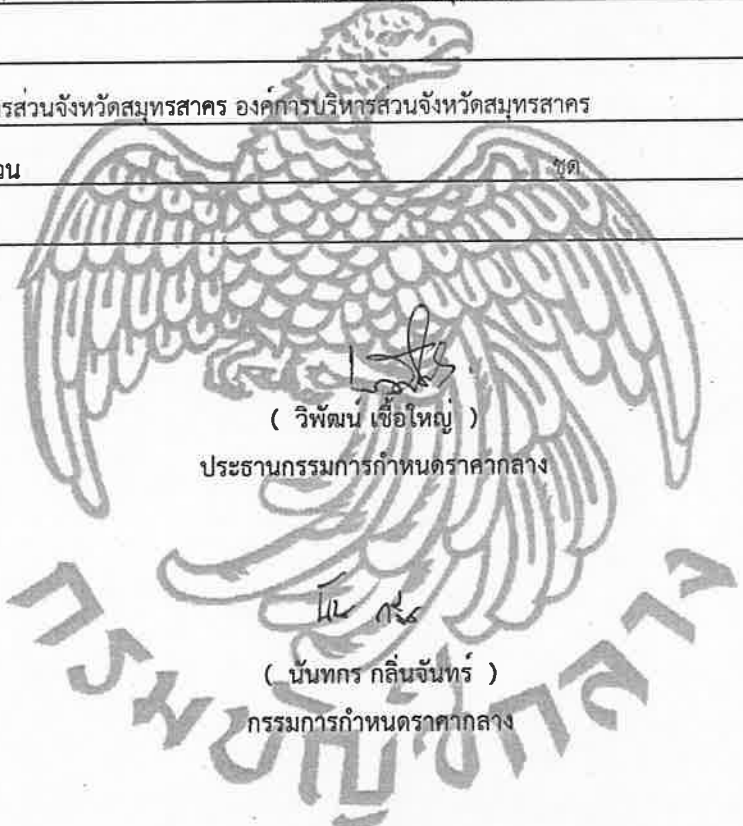 รส่วนจังหวัดสมุทรสาคร องค์การบริหารส่วนจังหวัดสมุทรสาคร
วน ชุด
( วิพัฒน์ เชื้อใหญ่ )
ประธานกรรมการกำหนดราคากลาง
( นันทกร กลิ่นจันทร์ )
กรรมการกำหนดราคากลาง
กรมบัญชีกลาง